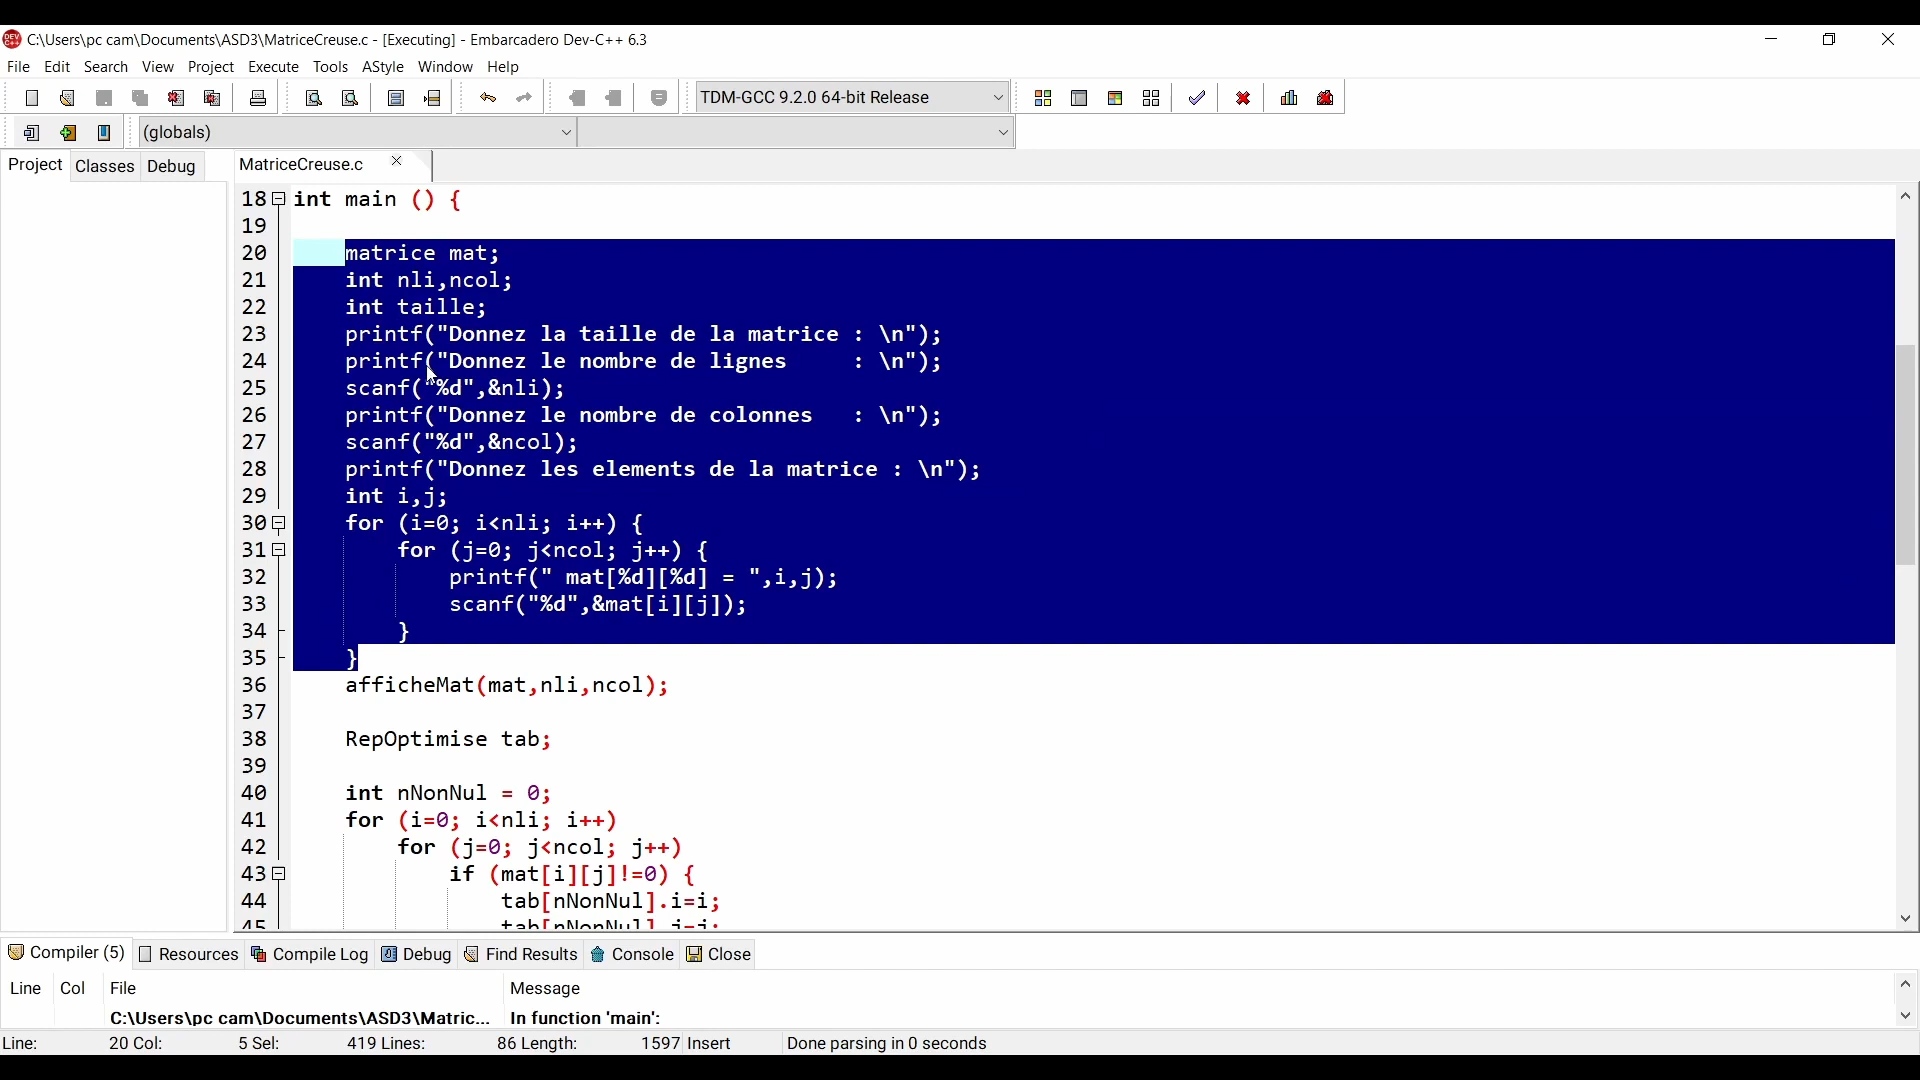 C:\Users\pc cam\Documents\ASD3\MatriceCreuse.c - [Executing] - Embarcadero Dev-C++ 6.3
File Edit Search View Project Execute Tools AStyle Window Help
TDM-GCC 9.2.0 64-bit Release
(globals)
Project Classes Debug MatriceCreuse.c
18 int main () {
19
20 matrice mat;
21 int nli,ncol;
22 int taille;
23 printf("Donnez la taille de la matrice : \n");
24 printf("Donnez le nombre de lignes     : \n");
25 scanf("%d",&nli);
26 printf("Donnez le nombre de colonnes   : \n");
27 scanf("%d",&ncol);
28 printf("Donnez les elements de la matrice : \n");
29 int i,j;
30 for (i=0; i<nli; i++) {
31 for (j=0; j<ncol; j++) {
32 printf(" mat[%d][%d] = ",i,j);
33 scanf("%d",&mat[i][j]);
34 }
35 }
36 afficheMat(mat,nli,ncol);
37
38 RepOptimise tab;
39
40 int nNonNul = 0;
41 for (i=0; i<nli; i++)
42 for (j=0; j<ncol; j++)
43 if (mat[i][j]!=0) {
44 tab[nNonNul].i=i;
45 tab[nNonNul].j=j;
Compiler (5) Resources Compile Log Debug Find Results Console Close
Line Col File Message
C:\Users\pc cam\Documents\ASD3\Matric... In function 'main':
Line: 20 Col: 5 Sel: 419 Lines: 86 Length: 1597 Insert Done parsing in 0 seconds